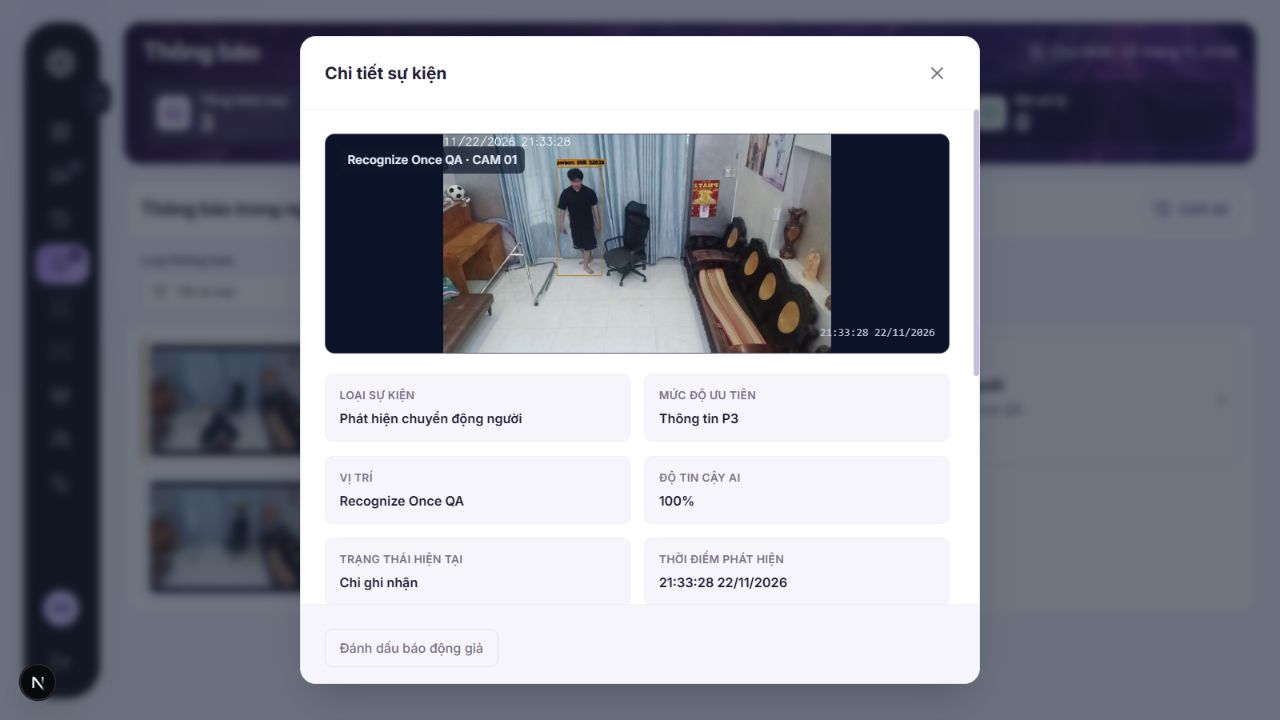 Thông báo
Chi tiết sự kiện
11/22/2026 21:33:28
Recognize Once QA · CAM 01
21:33:28 22/11/2026
LOẠI SỰ KIỆN
Phát hiện chuyển động người
MỨC ĐỘ ƯU TIÊN
Thông tin P3
VỊ TRÍ
Recognize Once QA
ĐỘ TIN CẬY AI
100%
TRẠNG THÁI HIỆN TẠI
Chỉ ghi nhận
THỜI ĐIỂM PHÁT HIỆN
21:33:28 22/11/2026
Đánh dấu báo động giả
N